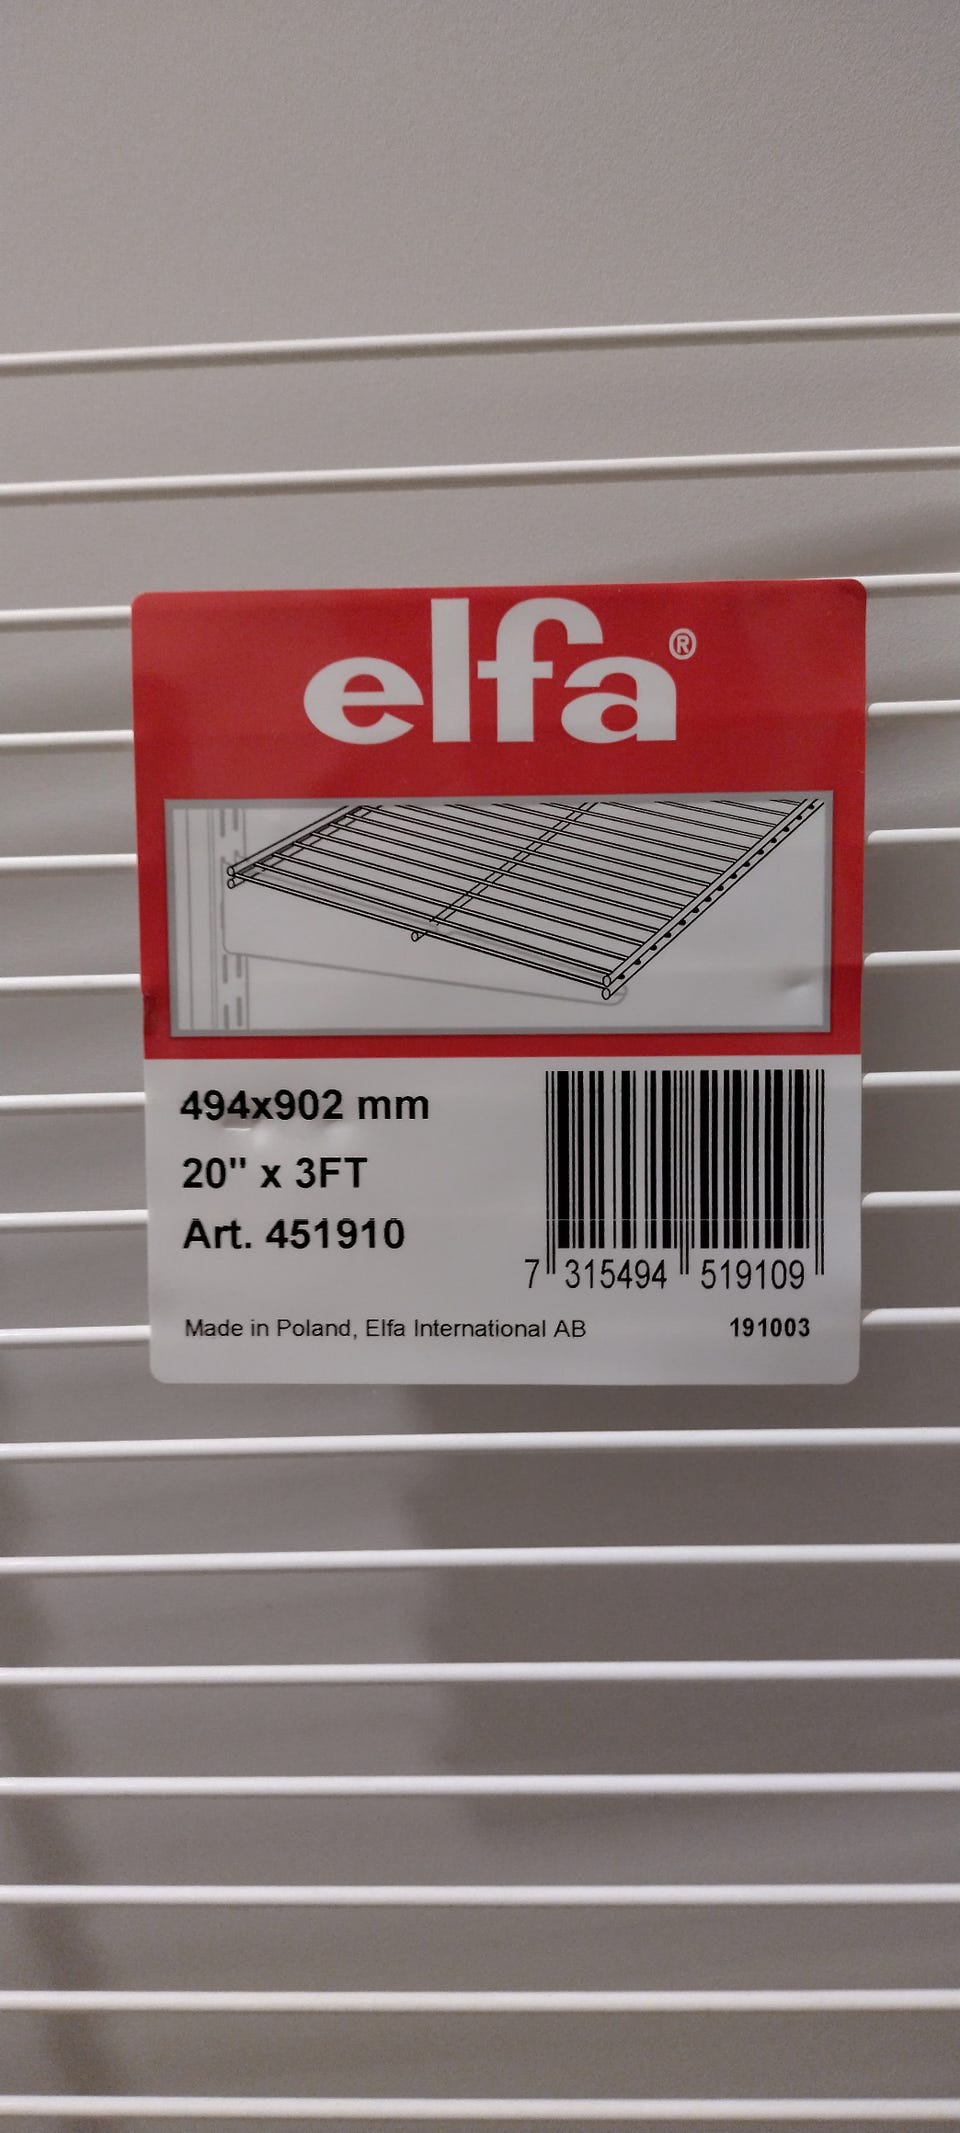 elfa®
494x902 mm
20" x 3FT
Art. 451910
7 315494 519109
Made in Poland, Elfa International AB 191003